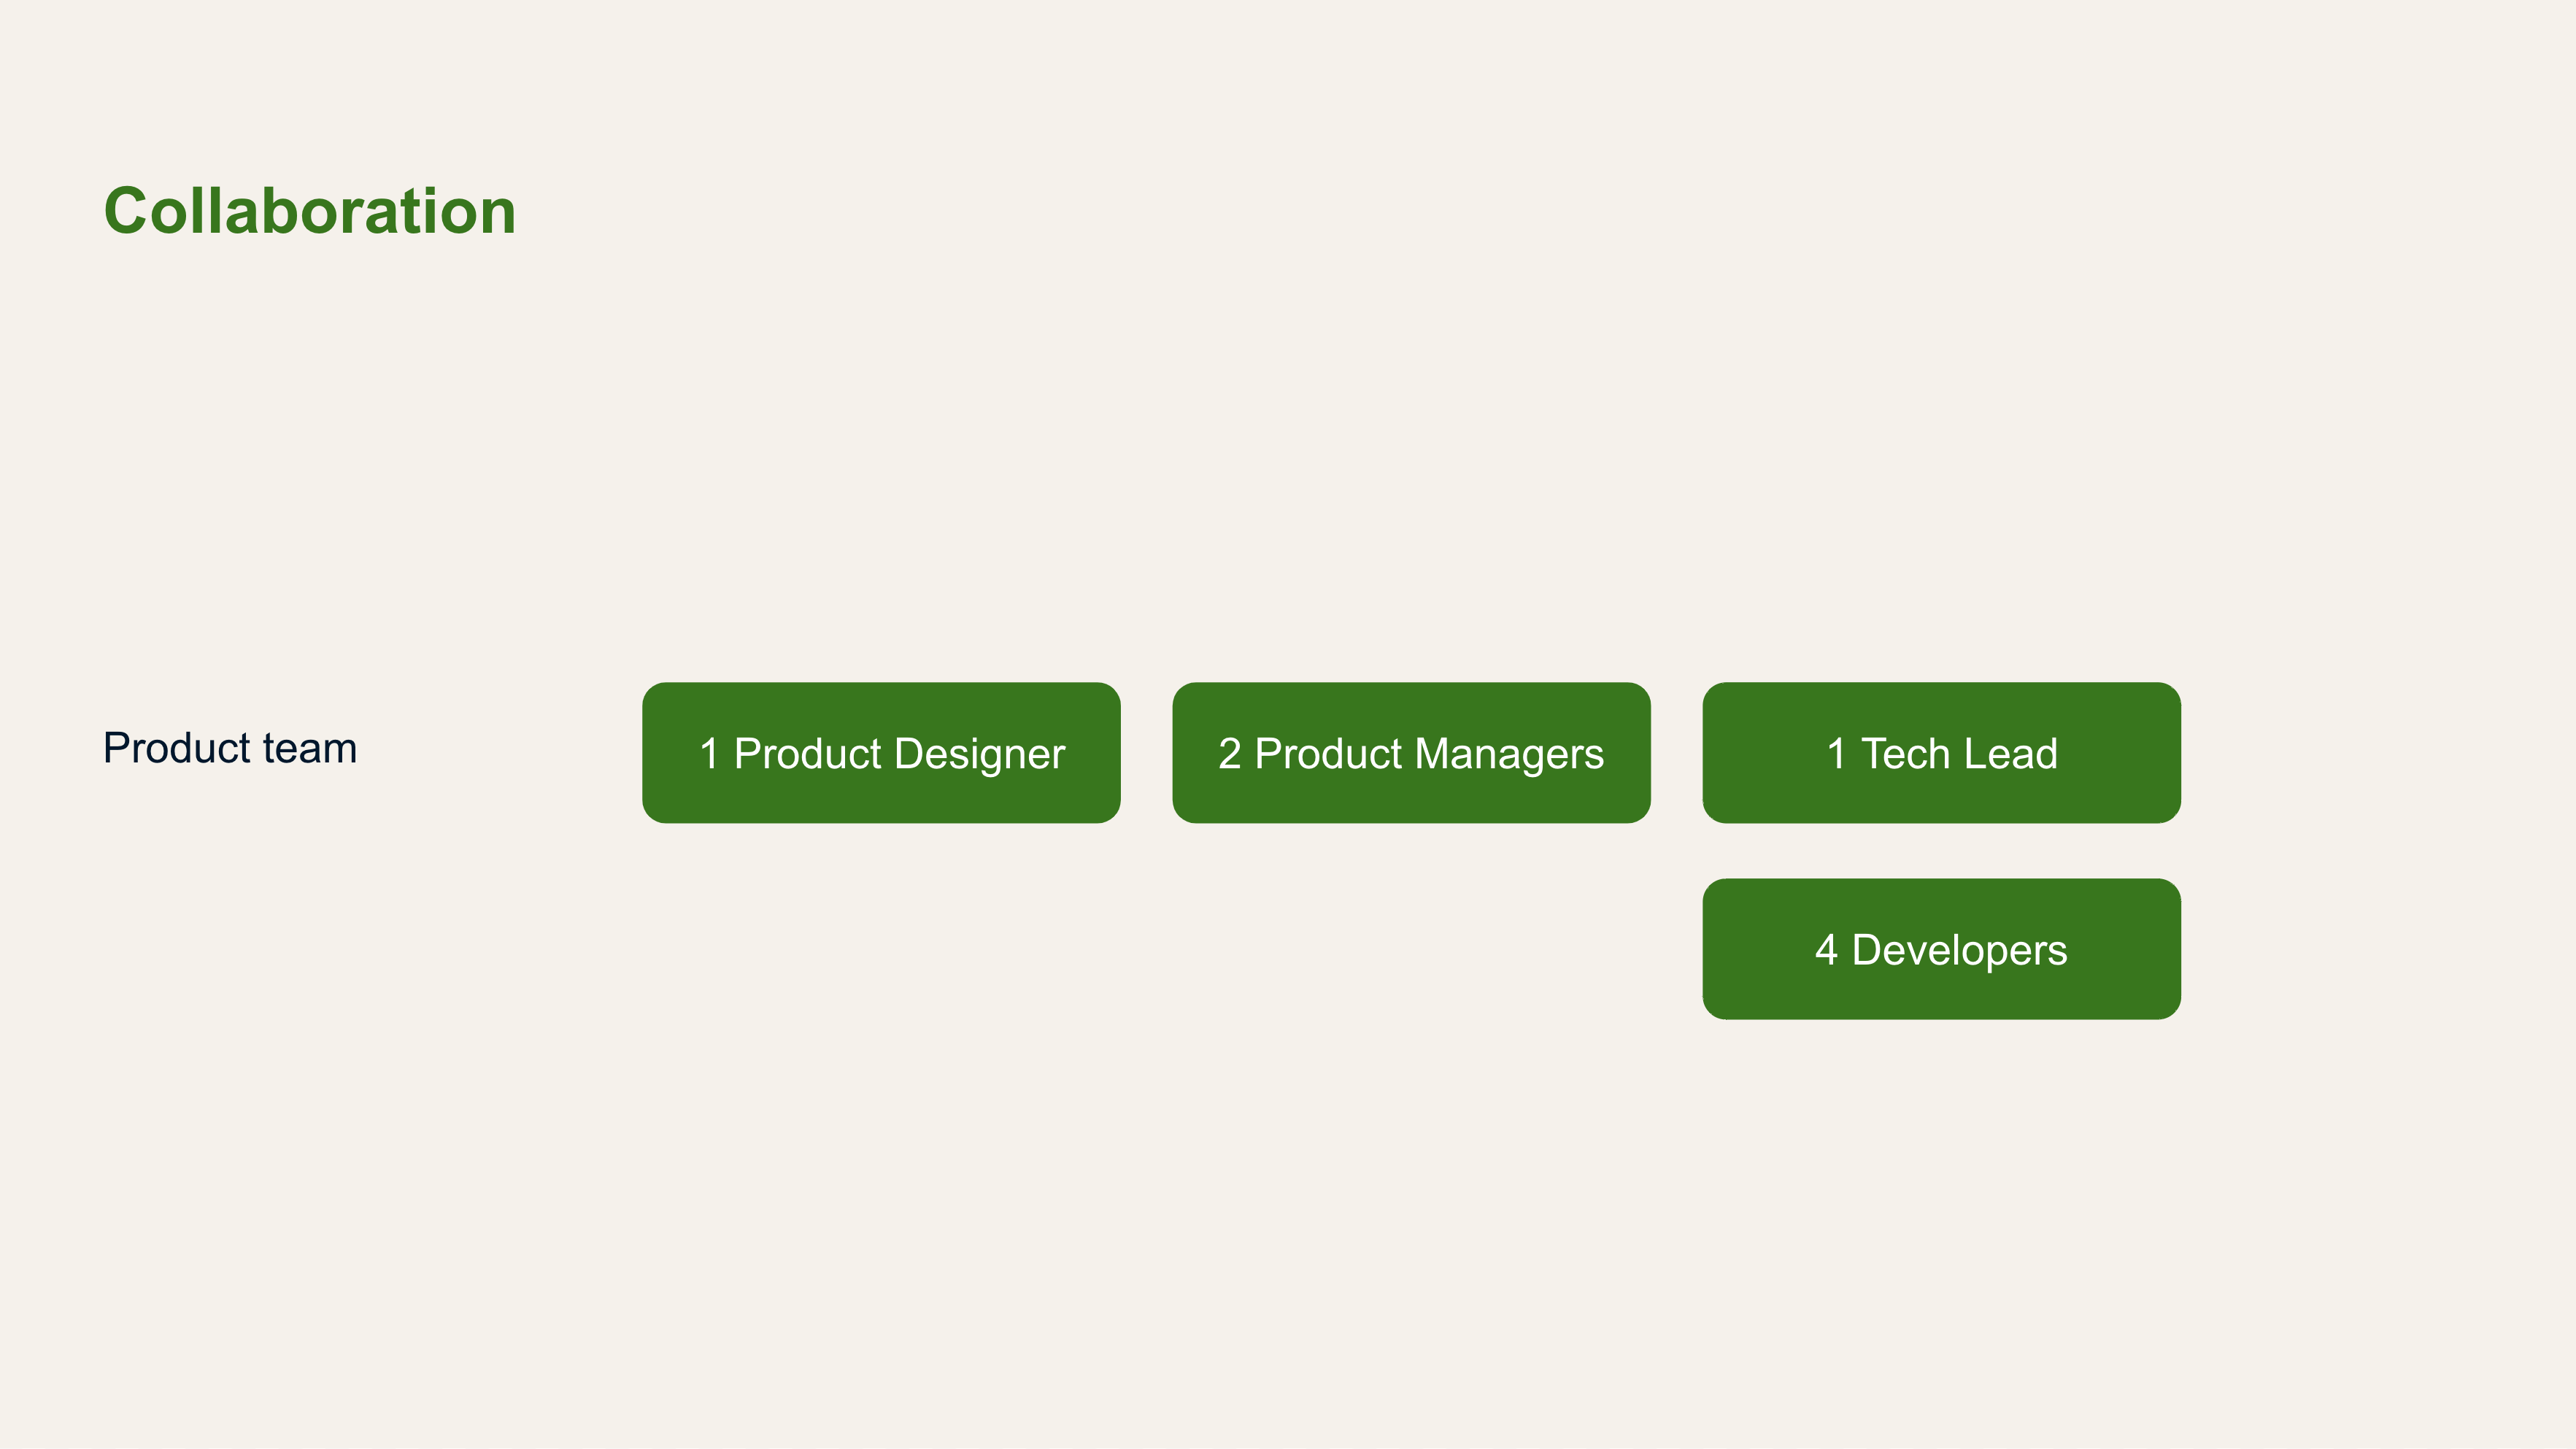 Collaboration
Product team
1 Product Designer
2 Product Managers
1 Tech Lead
4 Developers